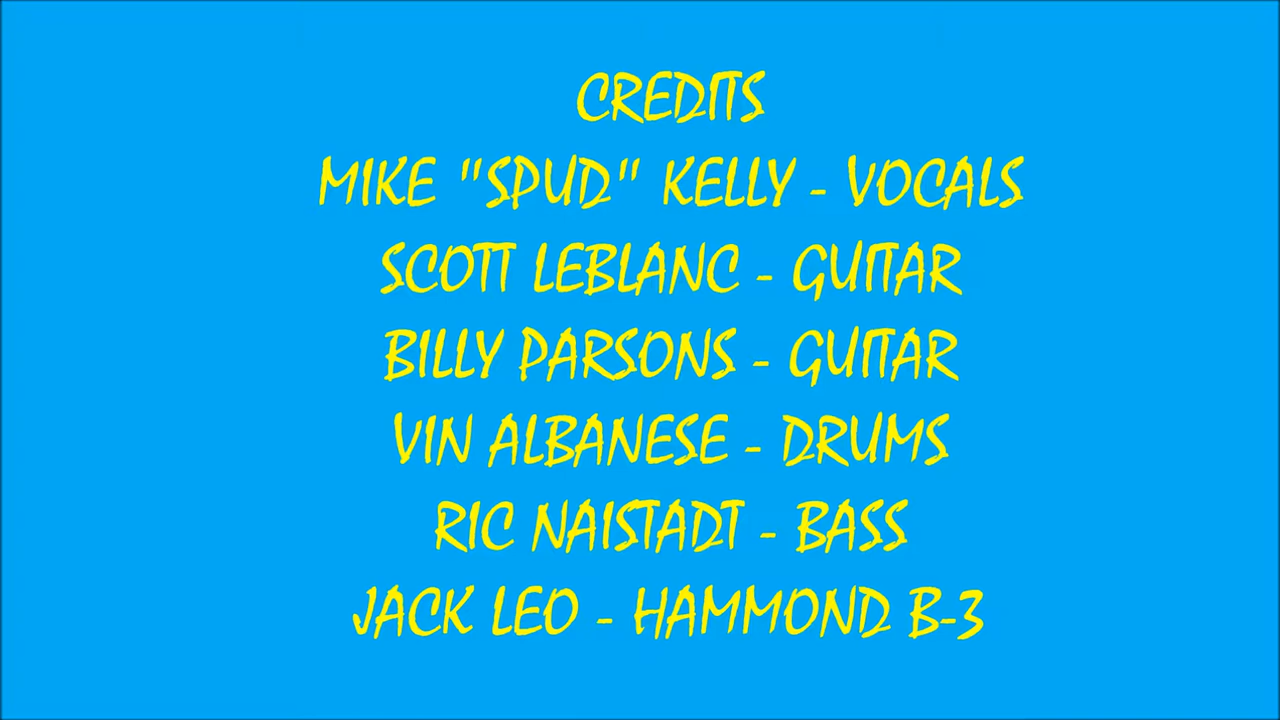 CREDITS
MIKE "SPUD" KELLY - VOCALS
SCOTT LEBLANC - GUITAR
BILLY PARSONS - GUITAR
VIN ALBANESE - DRUMS
RIC NAISTADT - BASS
JACK LEO - HAMMOND B-3